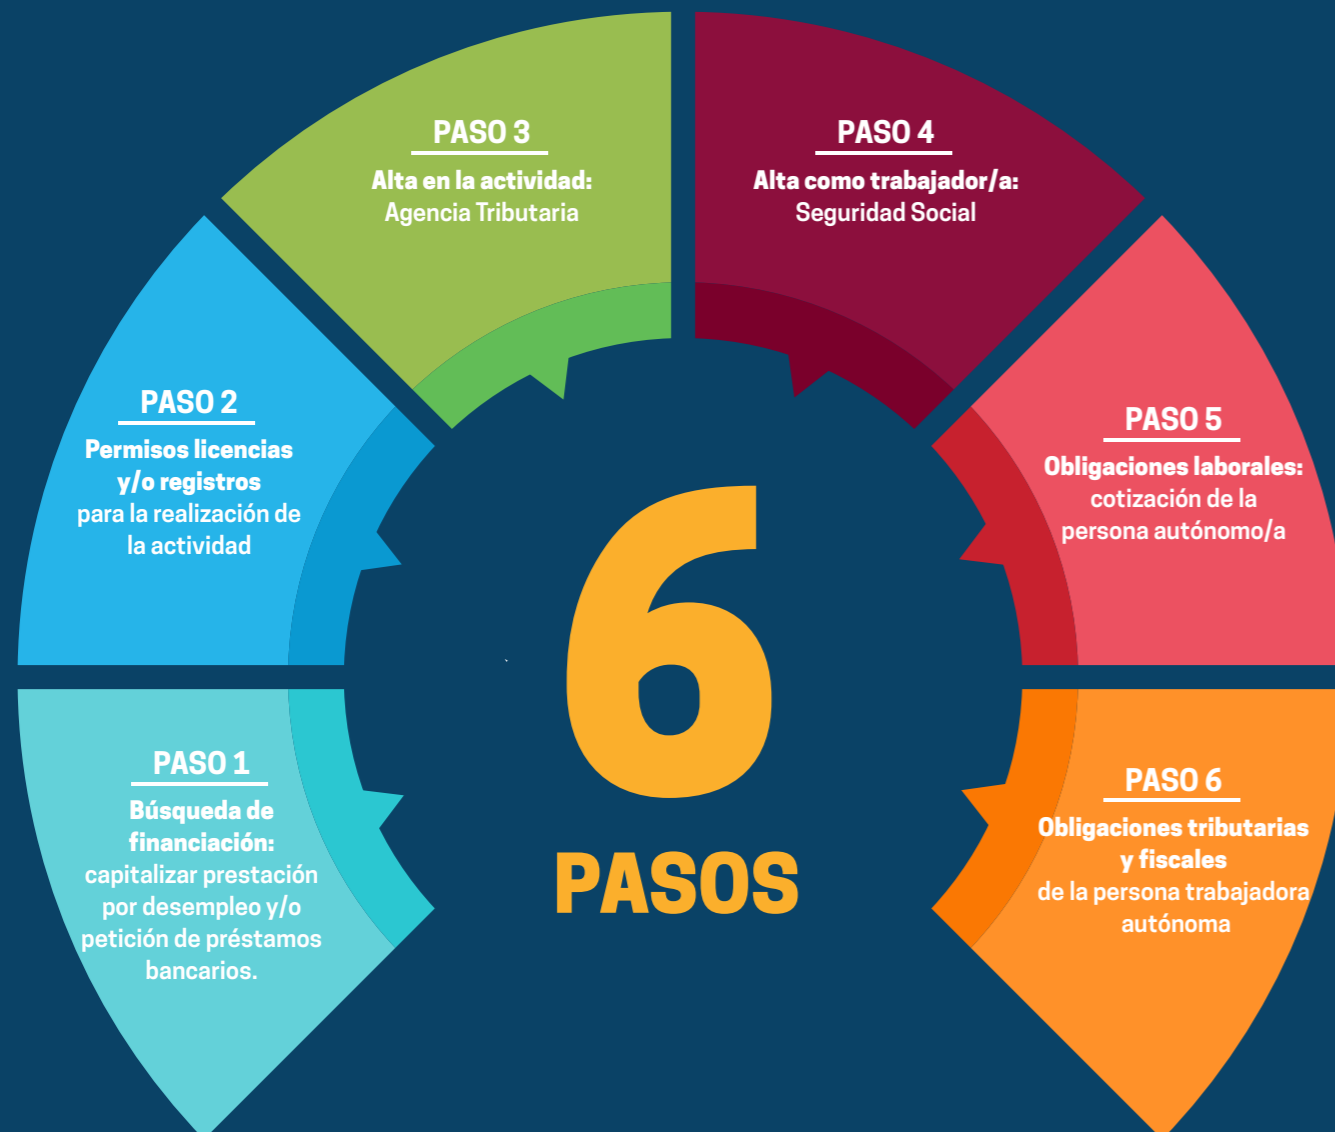 PASO 1
Búsqueda de
financiación:
capitalizar prestación
por desempleo y/o
petición de préstamos
bancarios.
PASO 2
Permisos licencias
y/o registros
para la realización de
la actividad
PASO 3
Alta en la actividad:
Agencia Tributaria
PASO 4
Alta como trabajador/a:
Seguridad Social
PASO 5
Obligaciones laborales:
cotización de la
persona autónomo/a
PASO 6
Obligaciones tributarias
y fiscales
de la persona trabajadora
autónoma
6
PASOS